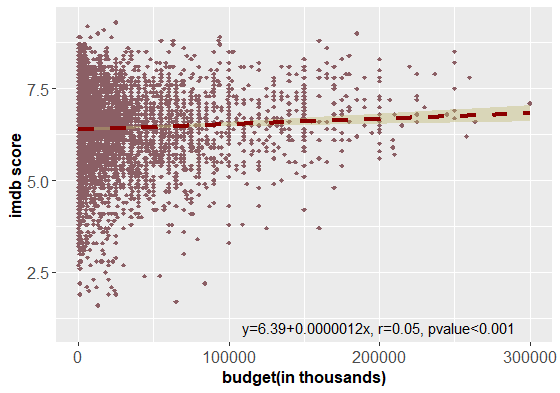 imdb score
7.5
5.0
2.5
y=6.39+0.0000012x, r=0.05, pvalue<0.001
0 100000 200000 300000
budget(in thousands)